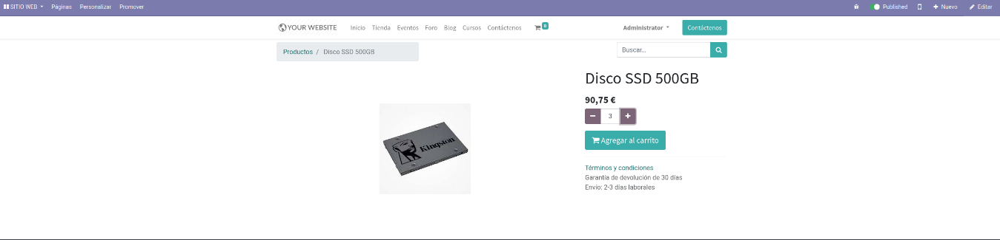 SITIO WEB Páginas Personalizar Promover Published Nuevo Editar
YOUR WEBSITE Inicio Tienda Eventos Foro Blog Cursos Contáctenos 0 Administrator Contáctenos
Productos / Disco SSD 500GB Buscar...
Disco SSD 500GB
90,75 €
3
Kingston
Agregar al carrito
Términos y condiciones
Garantía de devolución de 30 días
Envío: 2-3 días laborales